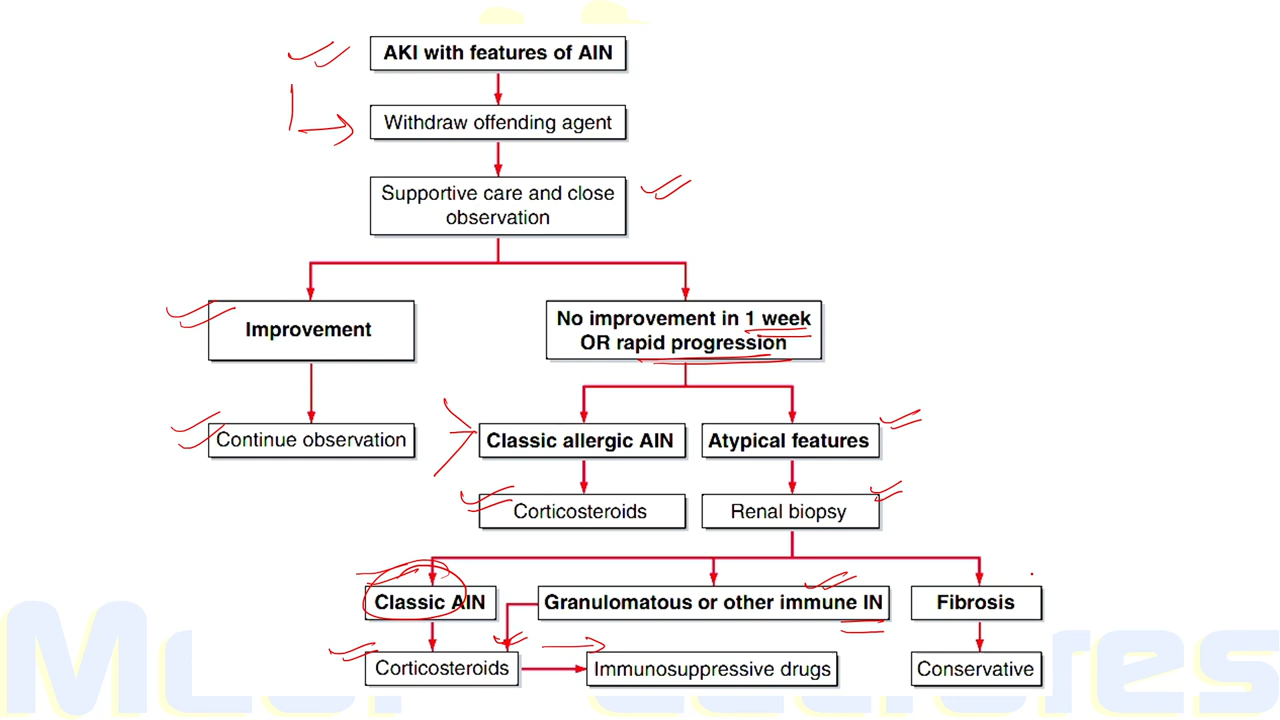 AKI with features of AIN
Withdraw offending agent
Supportive care and close
observation
Improvement
No improvement in 1 week
OR rapid progression
Continue observation
Classic allergic AIN
Atypical features
Corticosteroids
Renal biopsy
Classic AIN
Granulomatous or other immune IN
Fibrosis
Corticosteroids
Immunosuppressive drugs
Conservative